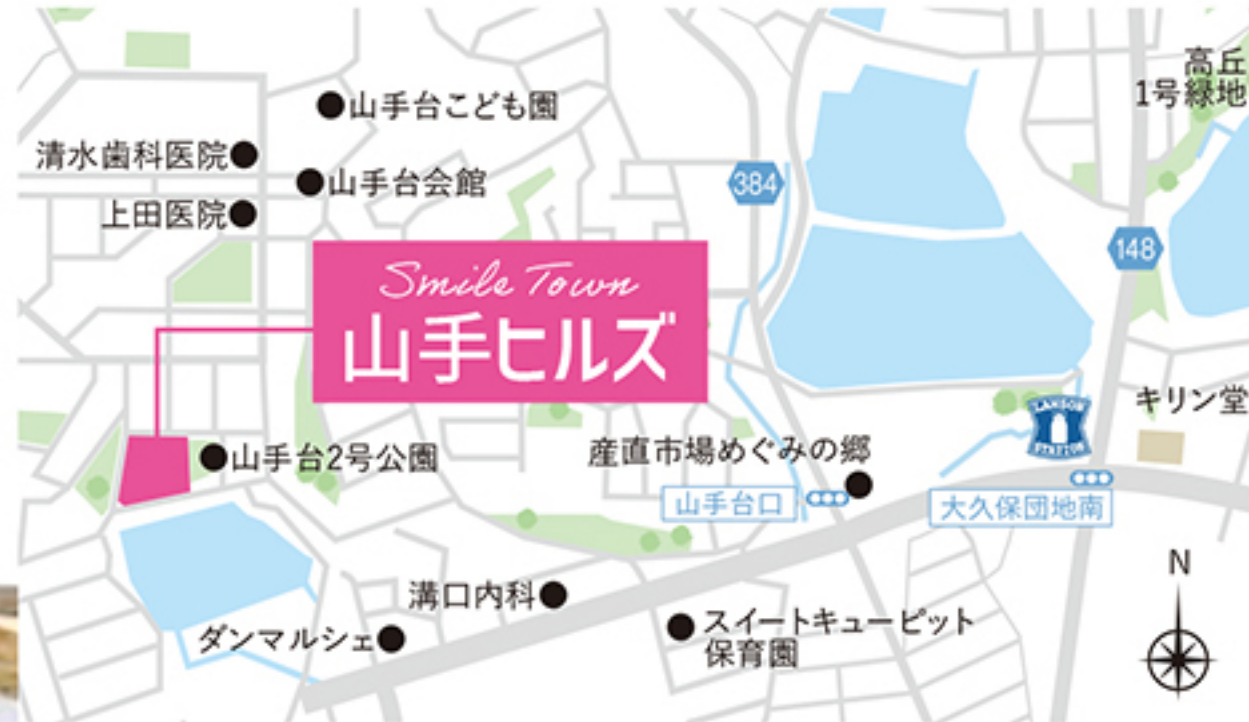 高丘
1号緑地
山手台こども園
清水歯科医院
山手台会館
384
上田医院
148
Smile Town
山手ヒルズ
キリン堂
LAWSON
STATION
山手台2号公園
産直市場めぐみの郷
山手台口
大久保団地南
N
溝口内科
スイートキューピット
保育園
ダンマルシェ